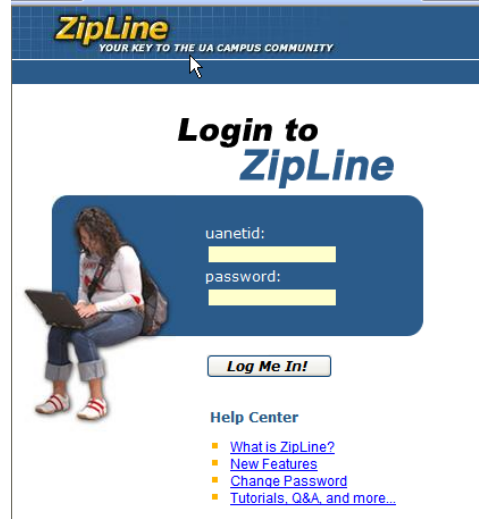 ZipLine
YOUR KEY TO THE UA CAMPUS COMMUNITY
Login to
ZipLine
uanetid:
password:
Log Me In!
Help Center
What is ZipLine?
New Features
Change Password
Tutorials, Q&A, and more...